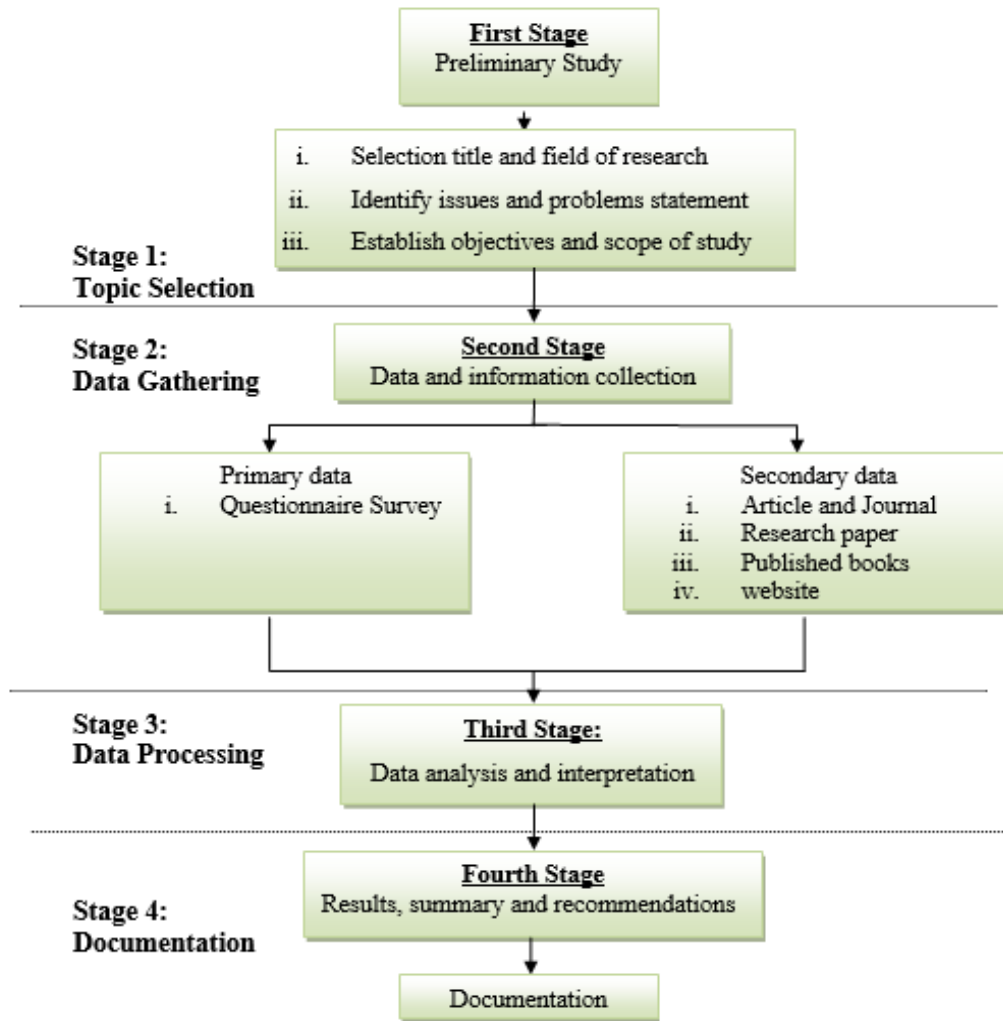 First Stage
Preliminary Study
i. Selection title and field of research
ii. Identify issues and problems statement
iii. Establish objectives and scope of study
Stage 1:
Topic Selection
Stage 2:
Data Gathering
Second Stage
Data and information collection
Primary data
i. Questionnaire Survey
Secondary data
i. Article and Journal
ii. Research paper
iii. Published books
iv. website
Stage 3:
Data Processing
Third Stage:
Data analysis and interpretation
Stage 4:
Documentation
Fourth Stage
Results, summary and recommendations
Documentation